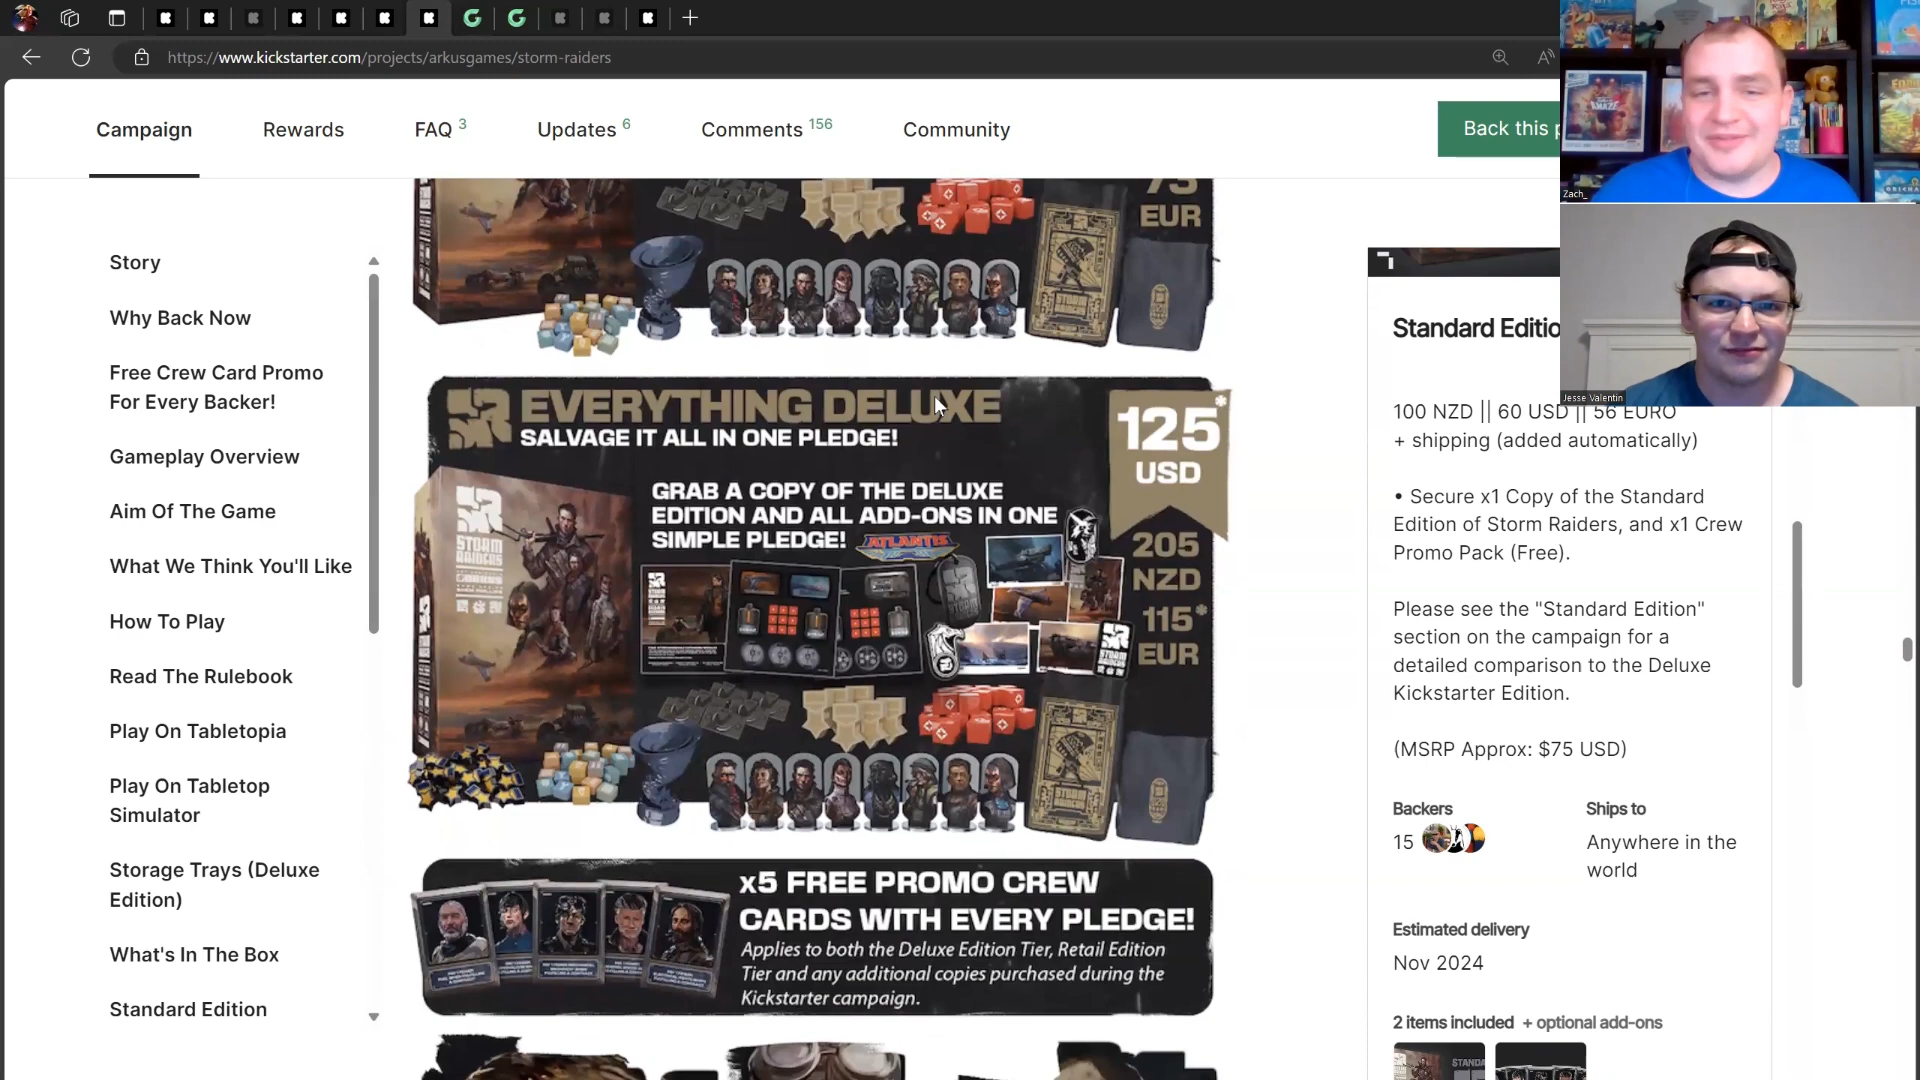 https://www.kickstarter.com/projects/arkusgames/storm-raiders
Campaign
Rewards
FAQ 3
Updates 6
Comments 156
Community
Back this p
Zach_
Jesse Valentin
Story
Why Back Now
Free Crew Card Promo
For Every Backer!
Gameplay Overview
Aim Of The Game
What We Think You'll Like
How To Play
Read The Rulebook
Play On Tabletopia
Play On Tabletop
Simulator
Storage Trays (Deluxe
Edition)
What's In The Box
Standard Edition
75
EUR
EVERYTHING DELUXE
SALVAGE IT ALL IN ONE PLEDGE!
125*
USD
205
NZD
115*
EUR
GRAB A COPY OF THE DELUXE
EDITION AND ALL ADD-ONS IN ONE
SIMPLE PLEDGE!
ATLANTIS
STORM
RAIDERS
x5 FREE PROMO CREW
CARDS WITH EVERY PLEDGE!
Applies to both the Deluxe Edition Tier, Retail Edition
Tier and any additional copies purchased during the
Kickstarter campaign.
Standard Editio
100 NZD || 60 USD || 56 EURO
+ shipping (added automatically)
• Secure x1 Copy of the Standard
Edition of Storm Raiders, and x1 Crew
Promo Pack (Free).
Please see the "Standard Edition"
section on the campaign for a
detailed comparison to the Deluxe
Kickstarter Edition.
(MSRP Approx: $75 USD)
Backers
15
Ships to
Anywhere in the
world
Estimated delivery
Nov 2024
2 items included + optional add-ons